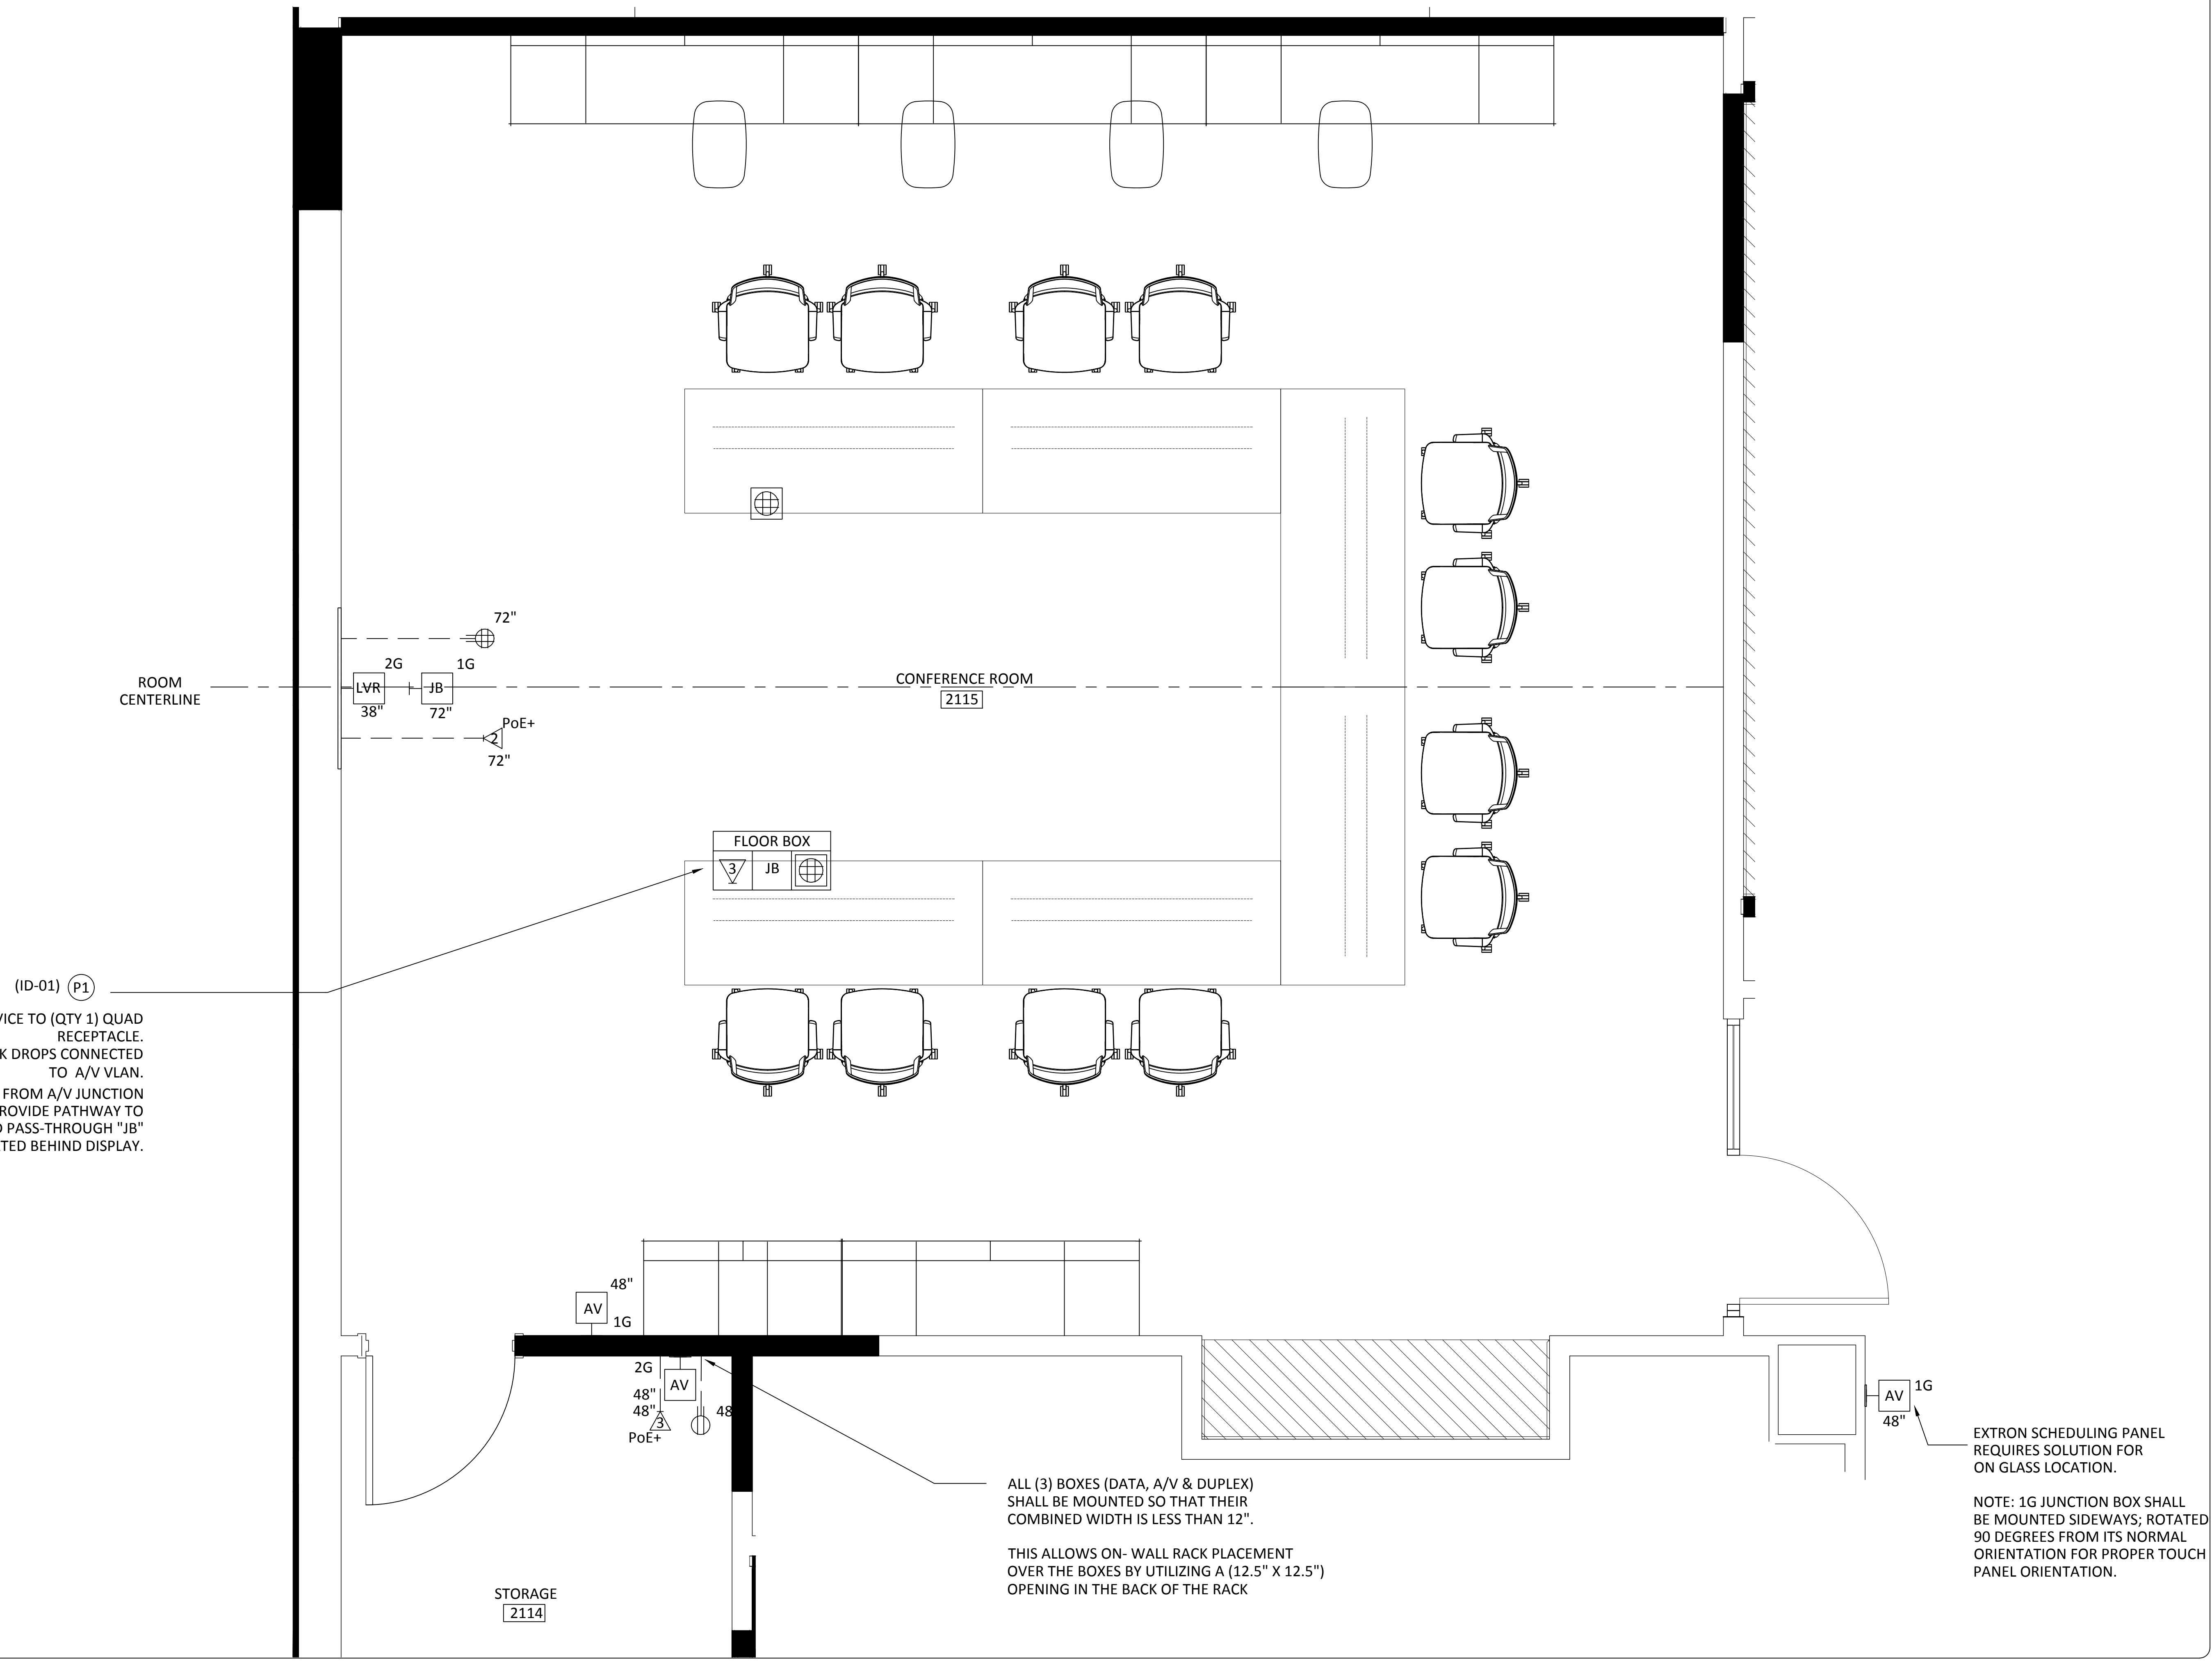 72"
2G
1G
ROOM
CENTERLINE
LVR
JB
38"
72"
CONFERENCE ROOM
2115
PoE+
2
72"
FLOOR BOX
3
JB
(ID-01)
P1
TO (QTY 1) QUAD
RECEPTACLE.
DROPS CONNECTED
TO A/V VLAN.
FROM A/V JUNCTION
PATHWAY TO
PASS-THROUGH "JB"
BEHIND DISPLAY.
48"
AV
1G
2G
AV
48"
48"
3
48
PoE+
AV
1G
48"
EXTRON SCHEDULING PANEL
REQUIRES SOLUTION FOR
ON GLASS LOCATION.
NOTE: 1G JUNCTION BOX SHALL
BE MOUNTED SIDEWAYS; ROTATED
90 DEGREES FROM ITS NORMAL
ORIENTATION FOR PROPER TOUCH
PANEL ORIENTATION.
ALL (3) BOXES (DATA, A/V & DUPLEX)
SHALL BE MOUNTED SO THAT THEIR
COMBINED WIDTH IS LESS THAN 12".
THIS ALLOWS ON- WALL RACK PLACEMENT
OVER THE BOXES BY UTILIZING A (12.5" X 12.5")
OPENING IN THE BACK OF THE RACK
STORAGE
2114